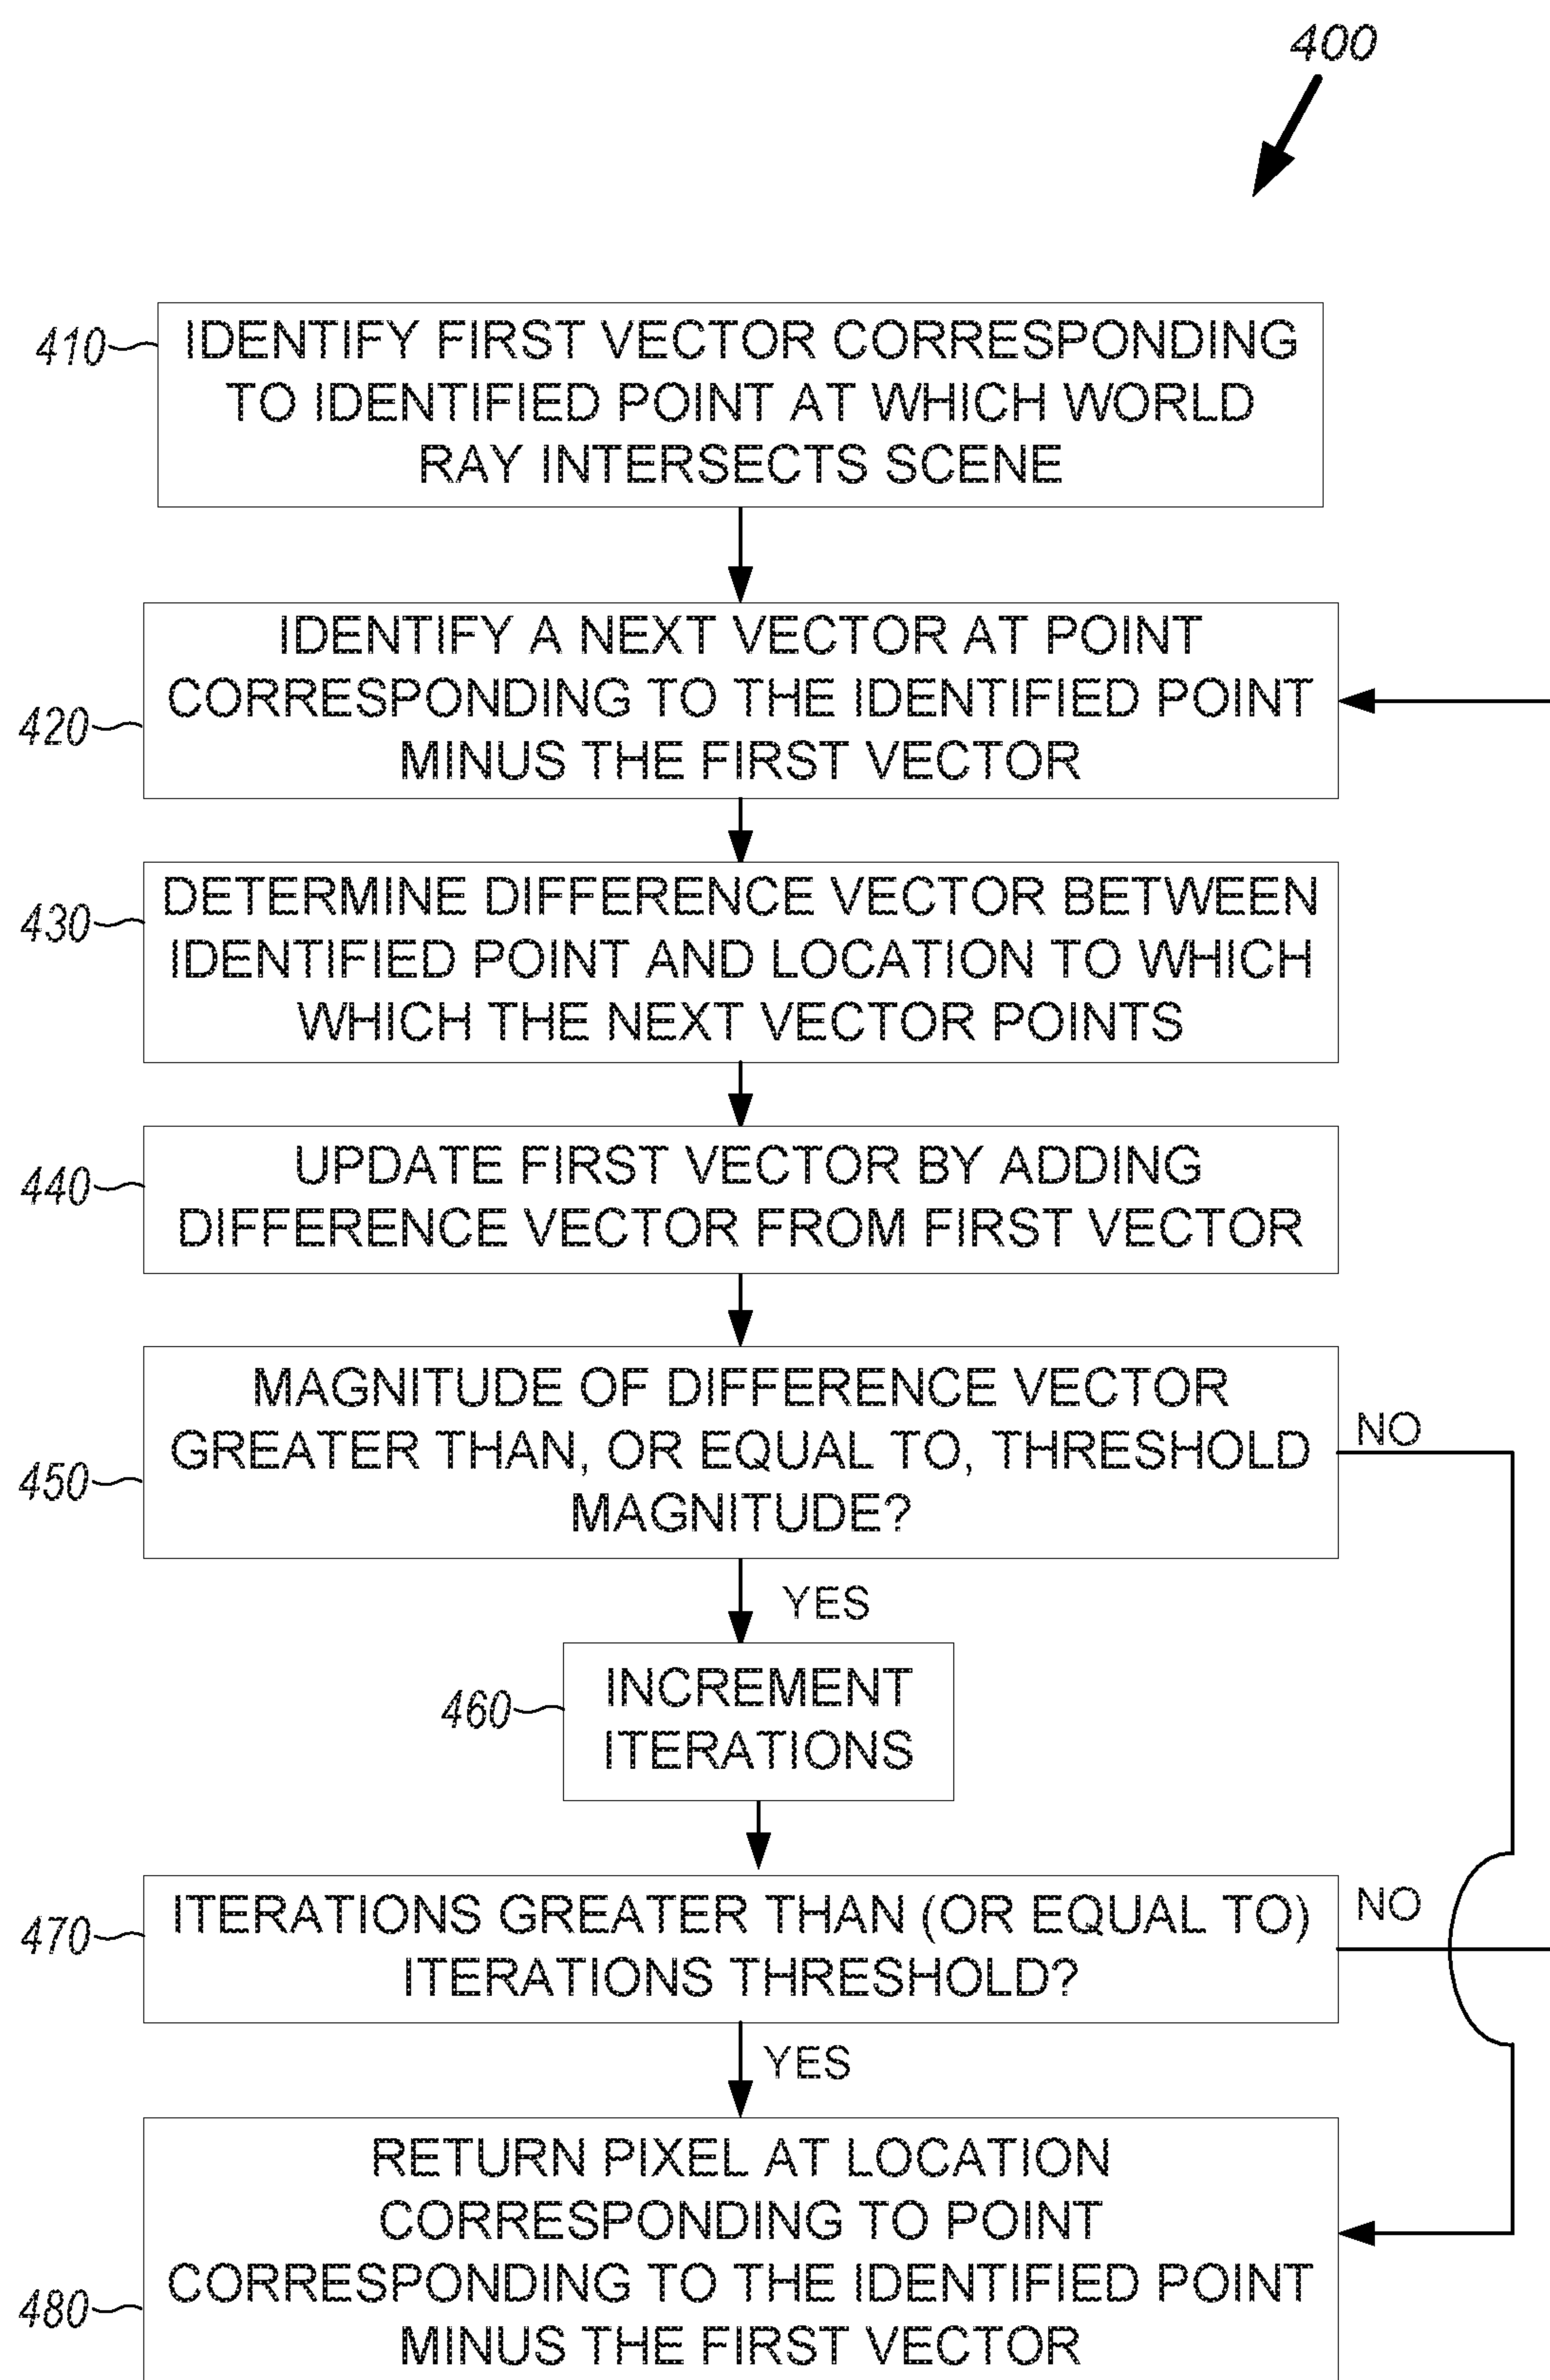 400
410
IDENTIFY FIRST VECTOR CORRESPONDING
TO IDENTIFIED POINT AT WHICH WORLD
RAY INTERSECTS SCENE
420
IDENTIFY A NEXT VECTOR AT POINT
CORRESPONDING TO THE IDENTIFIED POINT
MINUS THE FIRST VECTOR
430
DETERMINE DIFFERENCE VECTOR BETWEEN
IDENTIFIED POINT AND LOCATION TO WHICH
WHICH THE NEXT VECTOR POINTS
440
UPDATE FIRST VECTOR BY ADDING
DIFFERENCE VECTOR FROM FIRST VECTOR
450
MAGNITUDE OF DIFFERENCE VECTOR
GREATER THAN, OR EQUAL TO, THRESHOLD
MAGNITUDE?
NO
YES
460
INCREMENT
ITERATIONS
470
ITERATIONS GREATER THAN (OR EQUAL TO)
ITERATIONS THRESHOLD?
NO
YES
480
RETURN PIXEL AT LOCATION
CORRESPONDING TO POINT
CORRESPONDING TO THE IDENTIFIED POINT
MINUS THE FIRST VECTOR